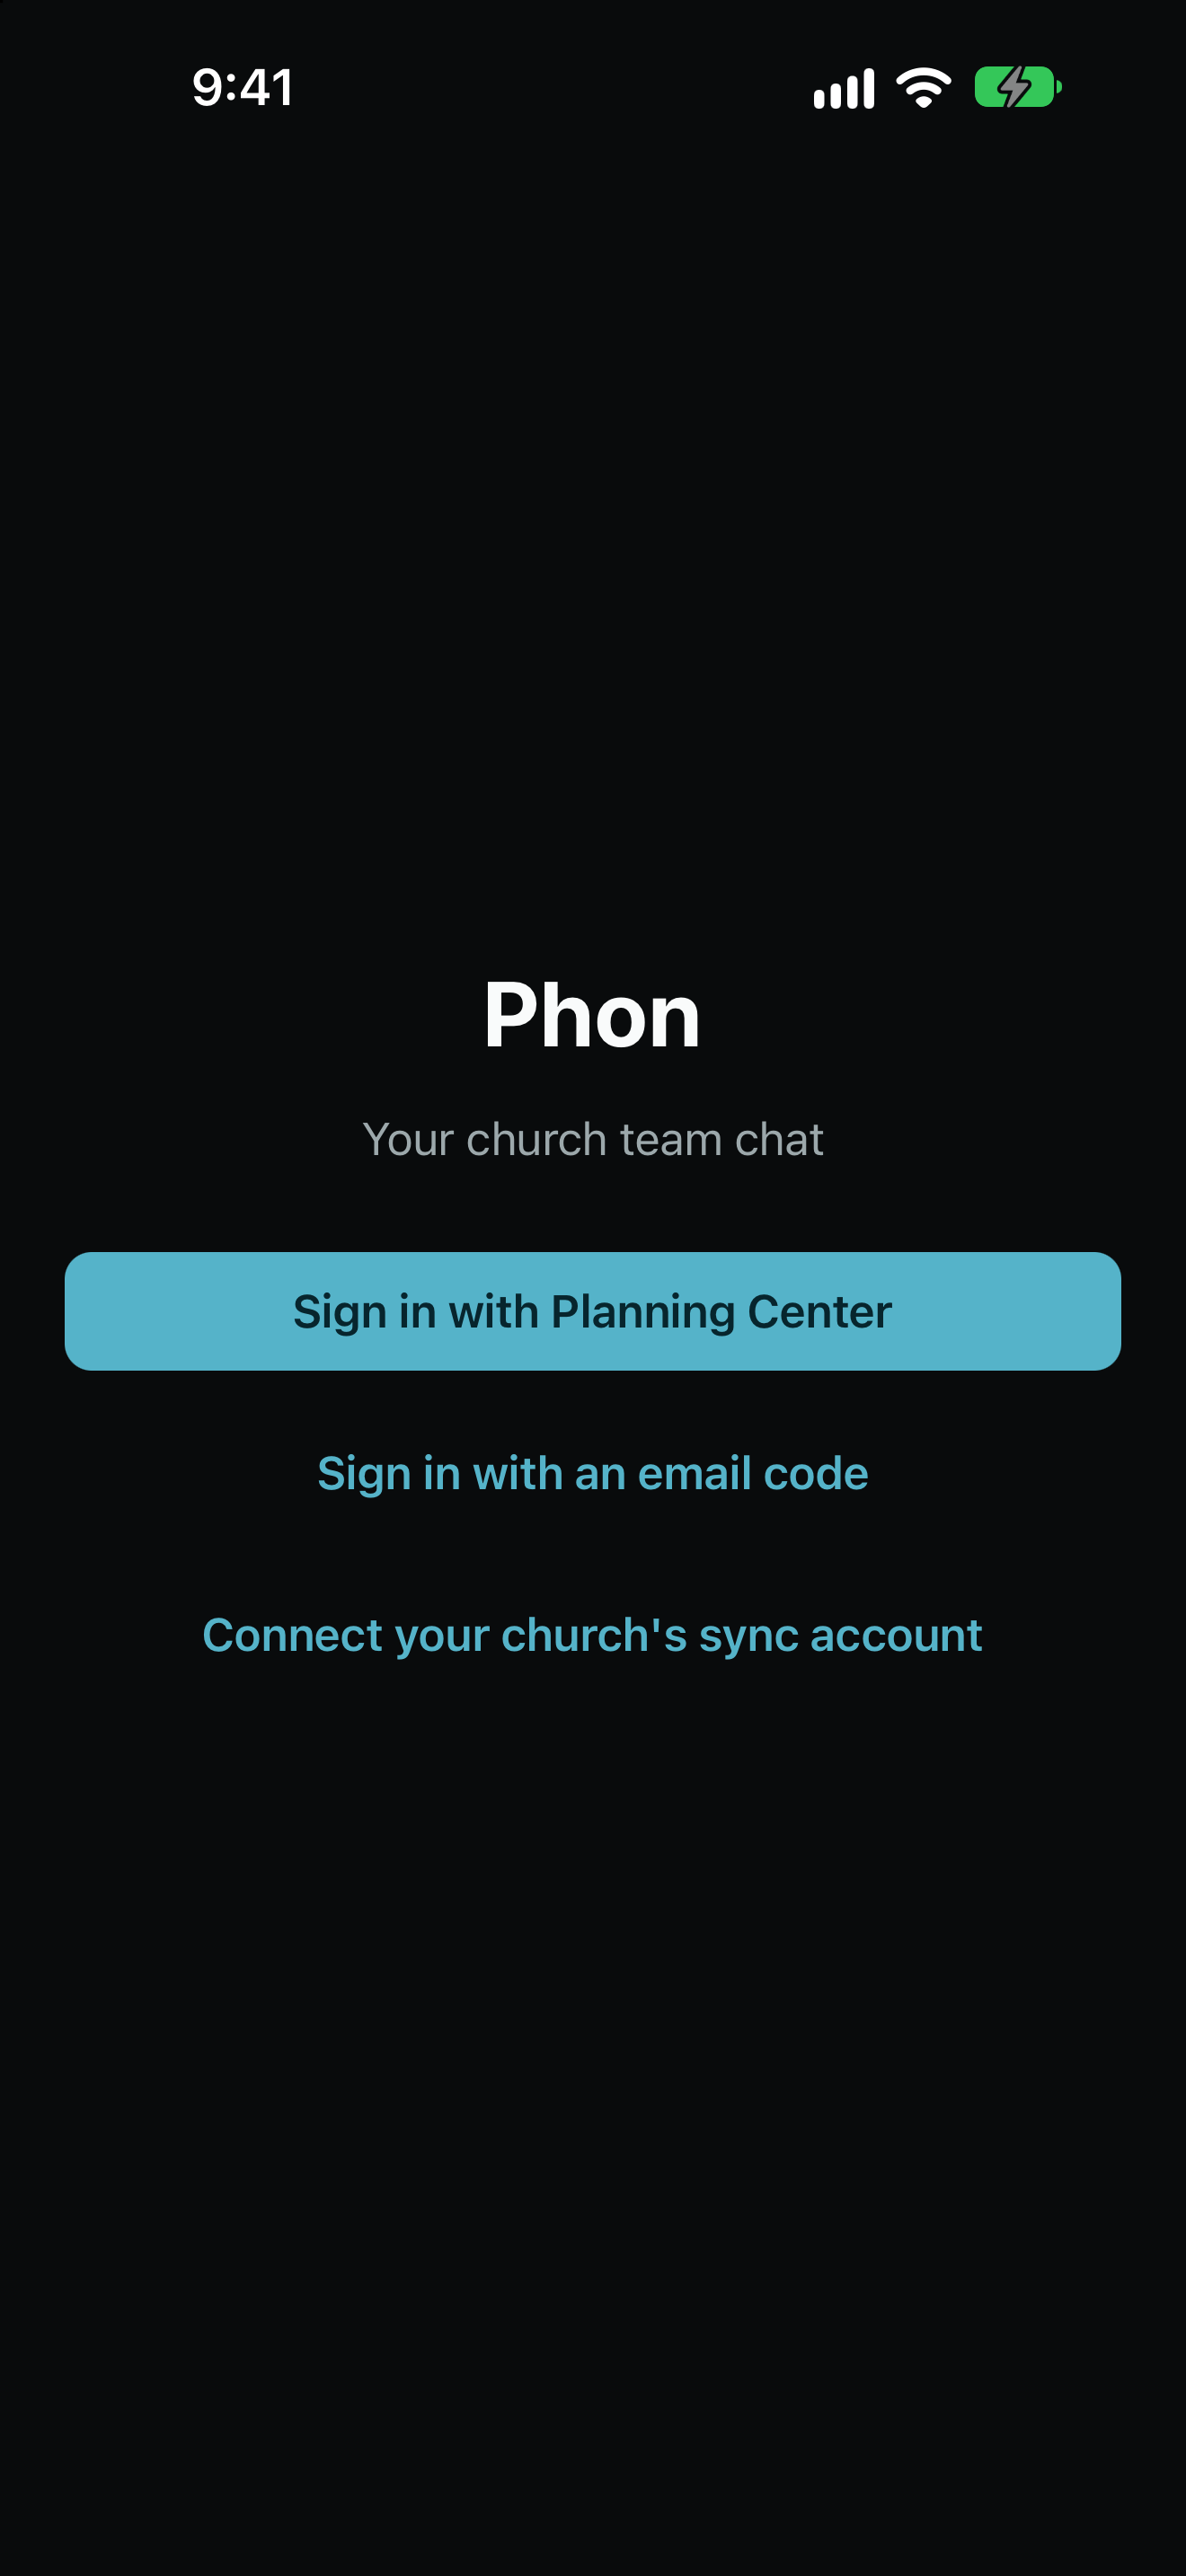 9:41
Phon
Your church team chat
Sign in with Planning Center
Sign in with an email code
Connect your church's sync account